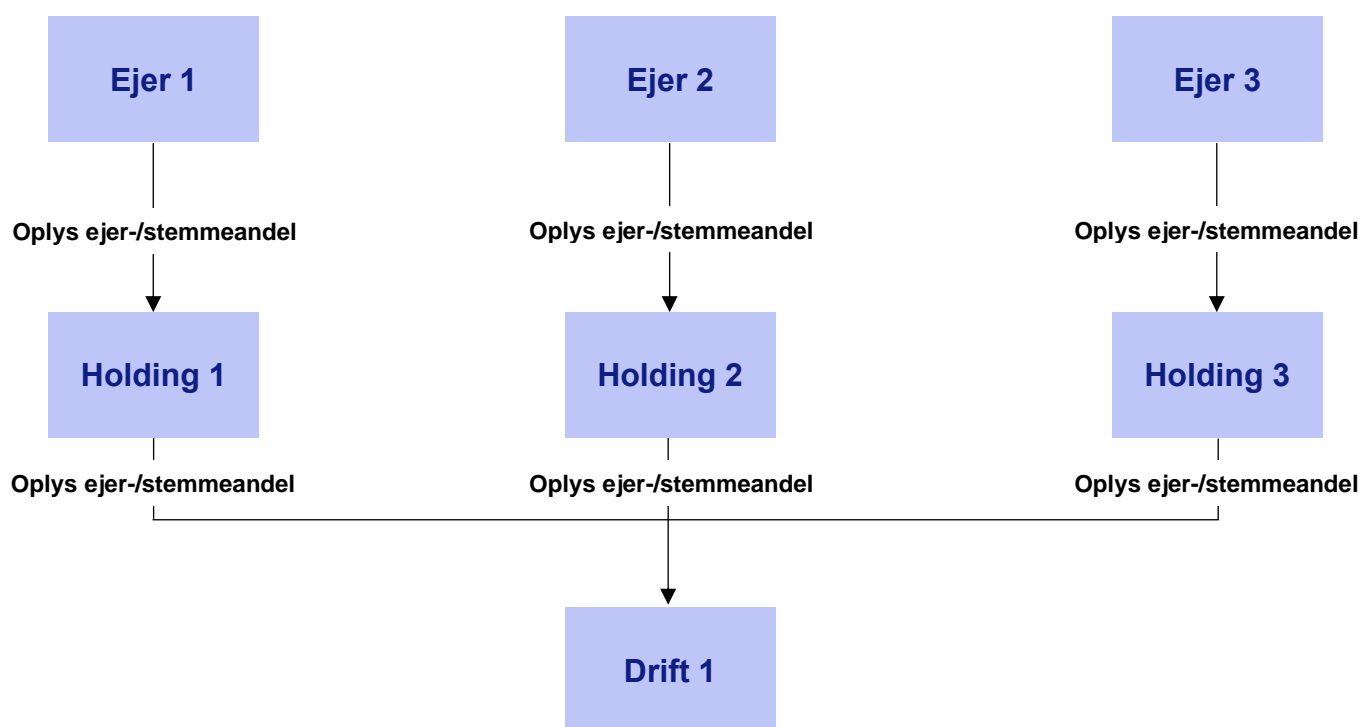 Ejer 1
Ejer 2
Ejer 3
Oplys ejer-/stemmeandel
Oplys ejer-/stemmeandel
Oplys ejer-/stemmeandel
Holding 1
Holding 2
Holding 3
Oplys ejer-/stemmeandel
Oplys ejer-/stemmeandel
Oplys ejer-/stemmeandel
Drift 1